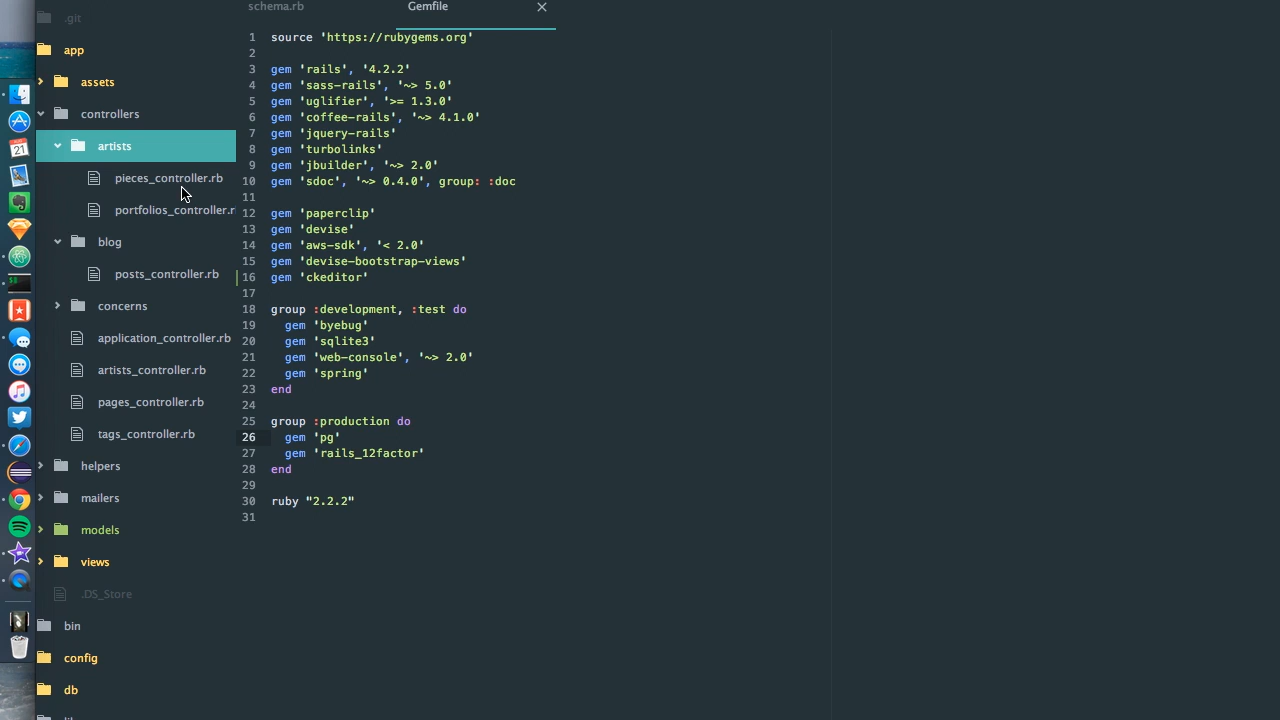 schema.rb
Gemfile
.git
app
assets
controllers
artists
pieces_controller.rb
portfolios_controller.r
blog
posts_controller.rb
concerns
application_controller.rb
artists_controller.rb
pages_controller.rb
tags_controller.rb
helpers
mailers
models
views
.DS_Store
bin
config
db
21
1 source 'https://rubygems.org'
2
3 gem 'rails', '4.2.2'
4 gem 'sass-rails', '~> 5.0'
5 gem 'uglifier', '>= 1.3.0'
6 gem 'coffee-rails', '~> 4.1.0'
7 gem 'jquery-rails'
8 gem 'turbolinks'
9 gem 'jbuilder', '~> 2.0'
10 gem 'sdoc', '~> 0.4.0', group: :doc
11
12 gem 'paperclip'
13 gem 'devise'
14 gem 'aws-sdk', '< 2.0'
15 gem 'devise-bootstrap-views'
16 gem 'ckeditor'
17
18 group :development, :test do
19 gem 'byebug'
20 gem 'sqlite3'
21 gem 'web-console', '~> 2.0'
22 gem 'spring'
23 end
24
25 group :production do
26 gem 'pg'
27 gem 'rails_12factor'
28 end
29
30 ruby "2.2.2"
31